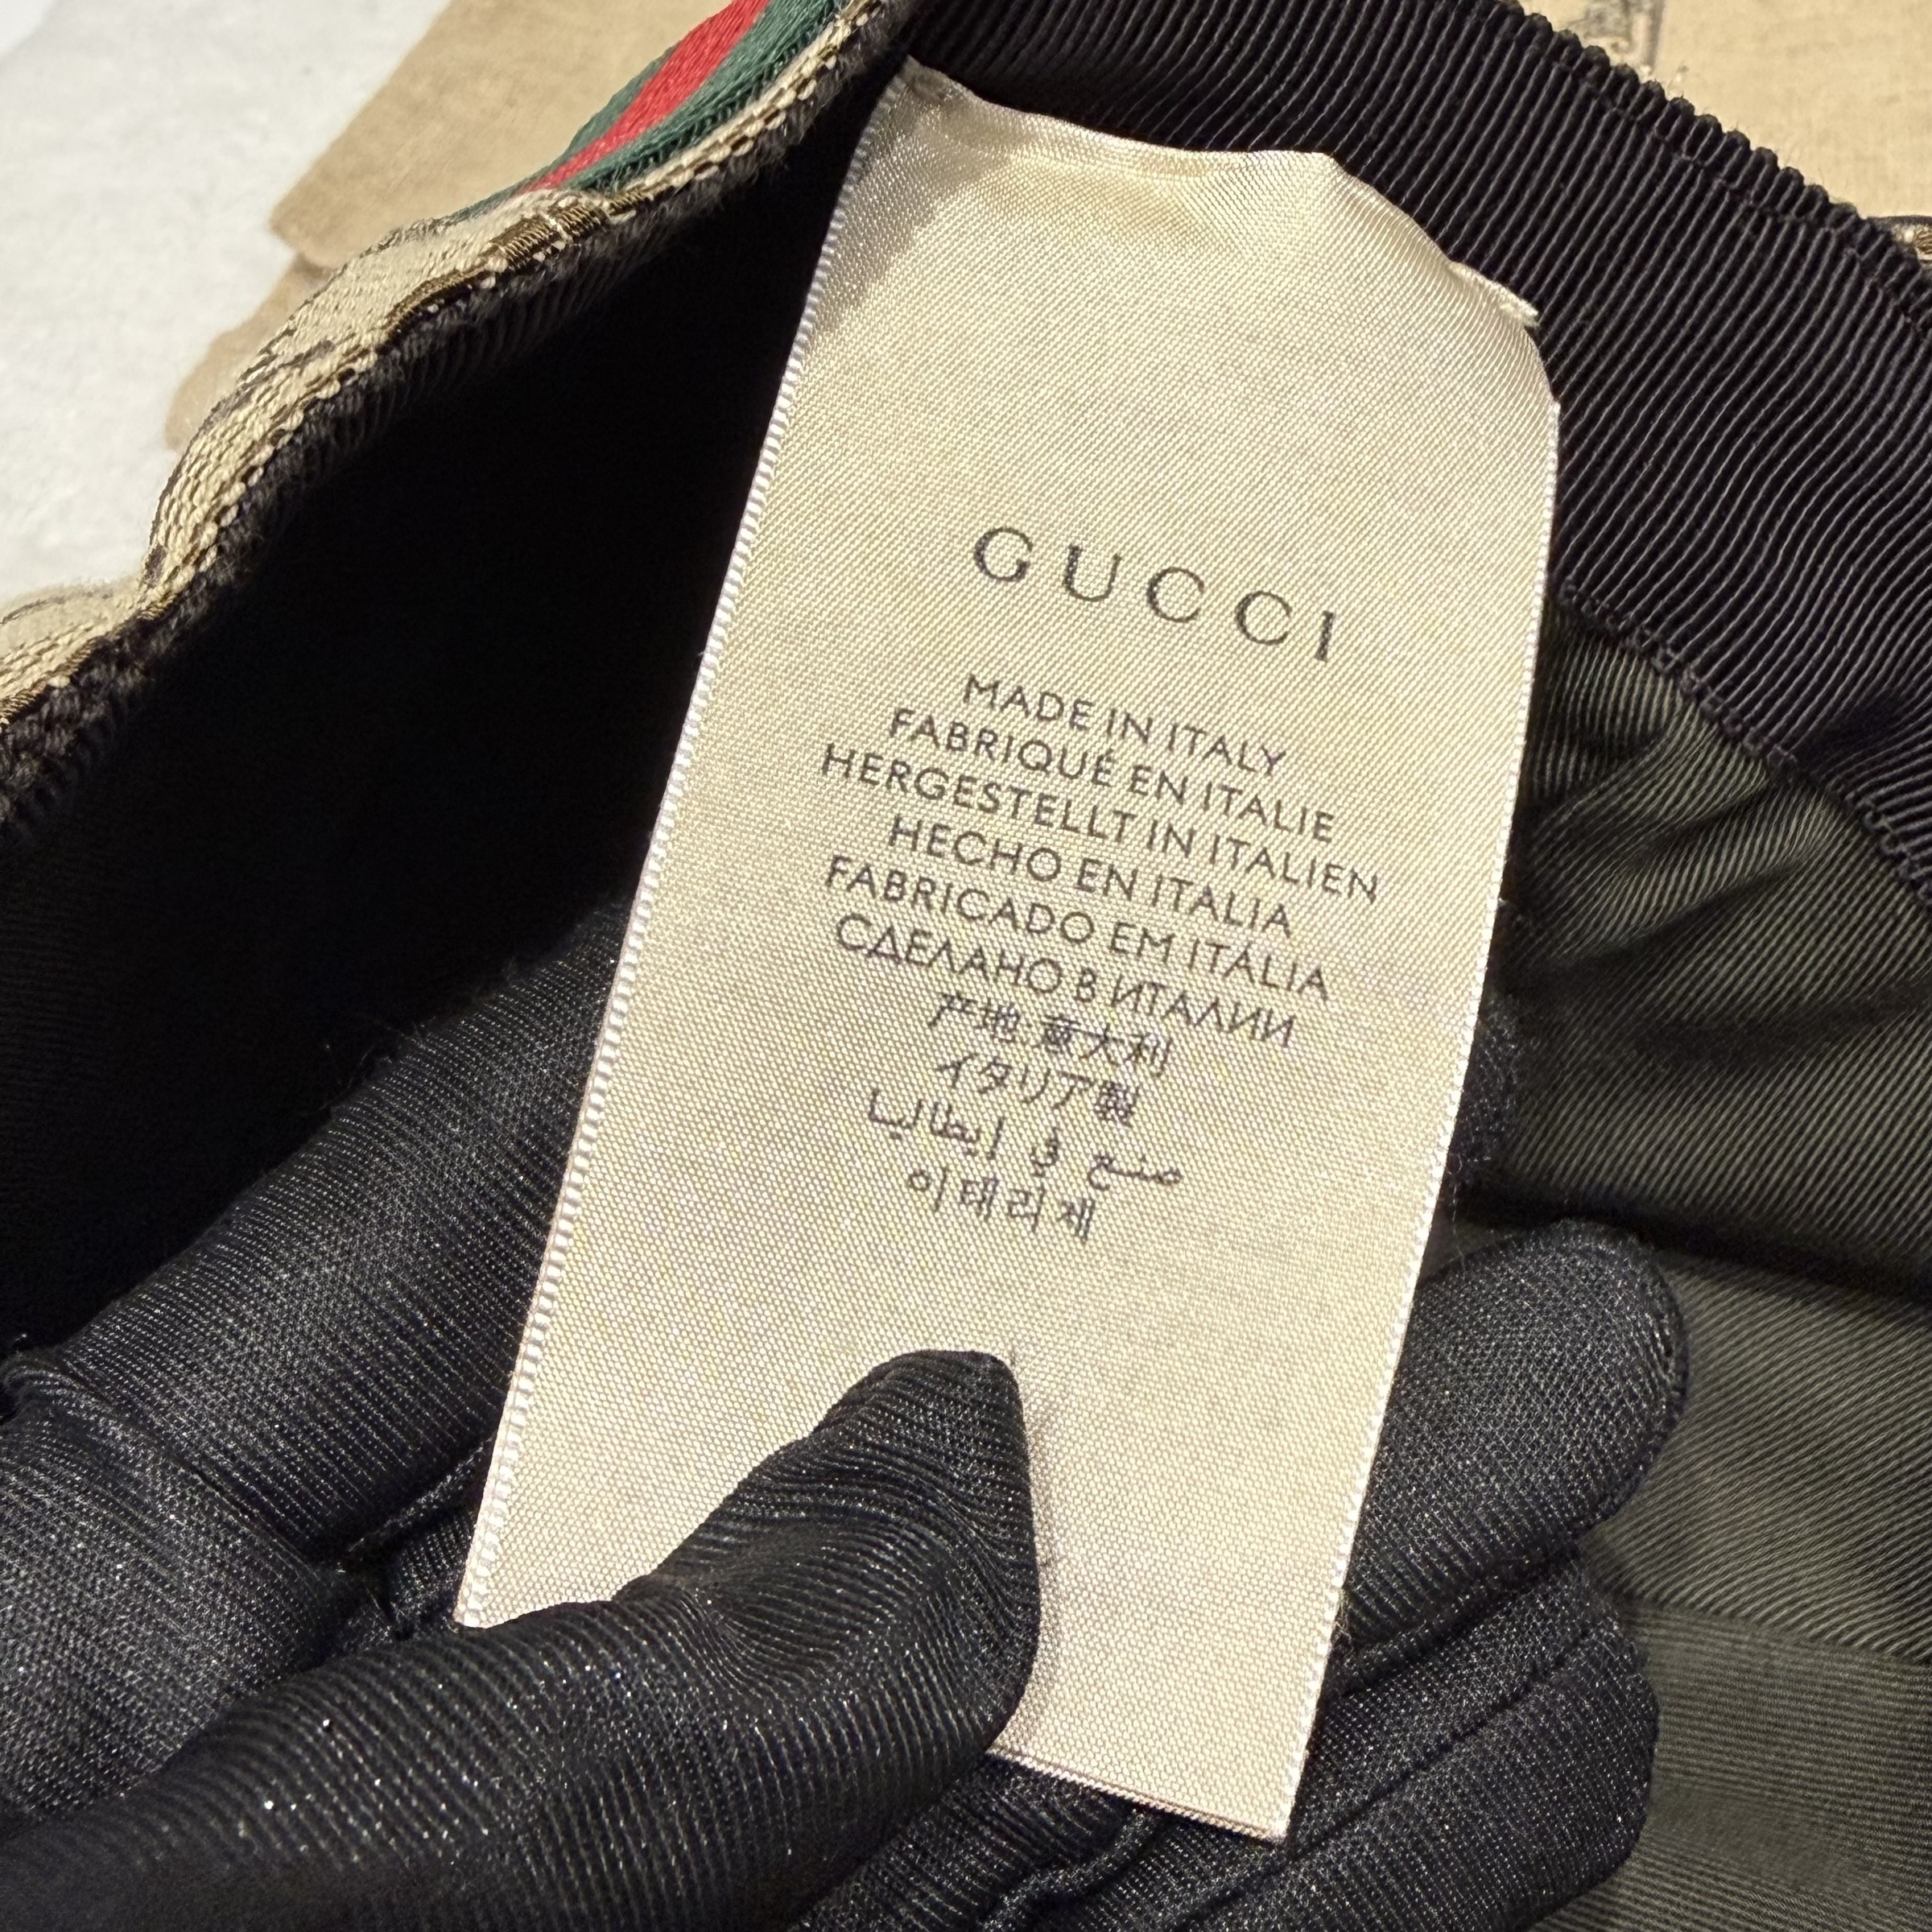 GUCCI
MADE IN ITALY
FABRIQUÉ EN ITALIE
HERGESTELLT IN ITALIEN
HECHO EN ITALIA
FABRICADO EM ITÁLIA
СДЕЛАНО В ИТАЛИИ
产地:意大利
イタリア製
صنع في إيطاليا
이태리제